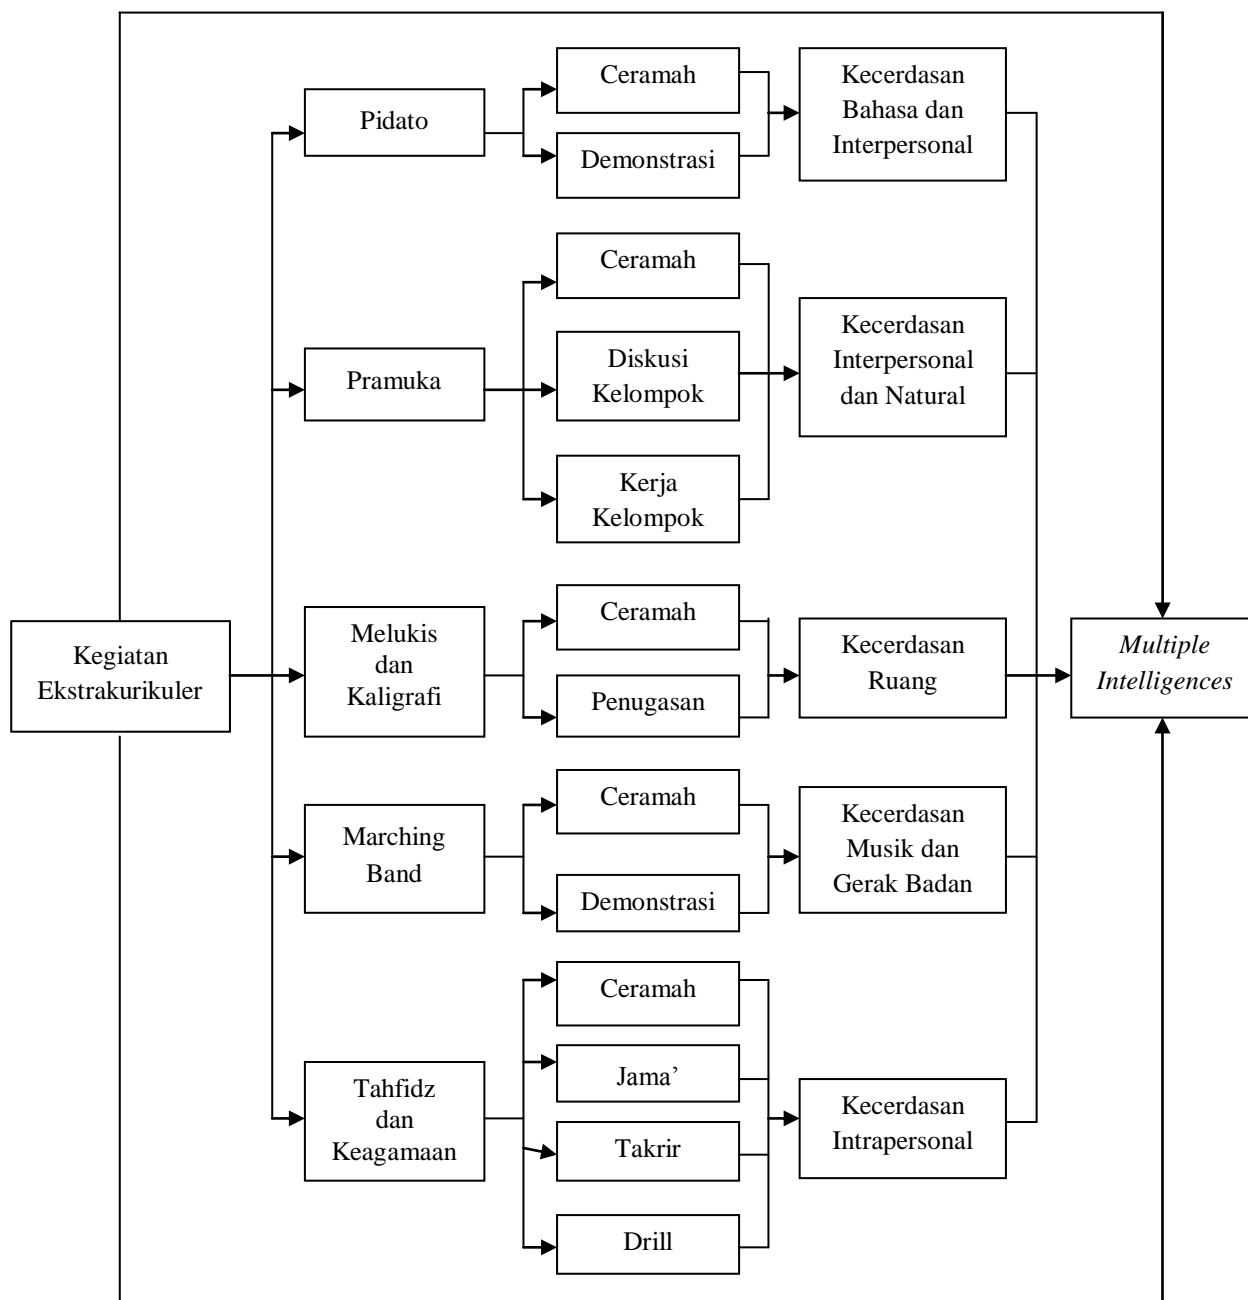 Kegiatan
Ekstrakurikuler
Pidato
Ceramah
Demonstrasi
Kecerdasan
Bahasa dan
Interpersonal
Pramuka
Ceramah
Diskusi
Kelompok
Kerja
Kelompok
Kecerdasan
Interpersonal
dan Natural
Melukis
dan
Kaligrafi
Ceramah
Penugasan
Kecerdasan
Ruang
Marching
Band
Ceramah
Demonstrasi
Kecerdasan
Musik dan
Gerak Badan
Tahfidz
dan
Keagamaan
Ceramah
Jama’
Takrir
Drill
Kecerdasan
Intrapersonal
Multiple
Intelligences